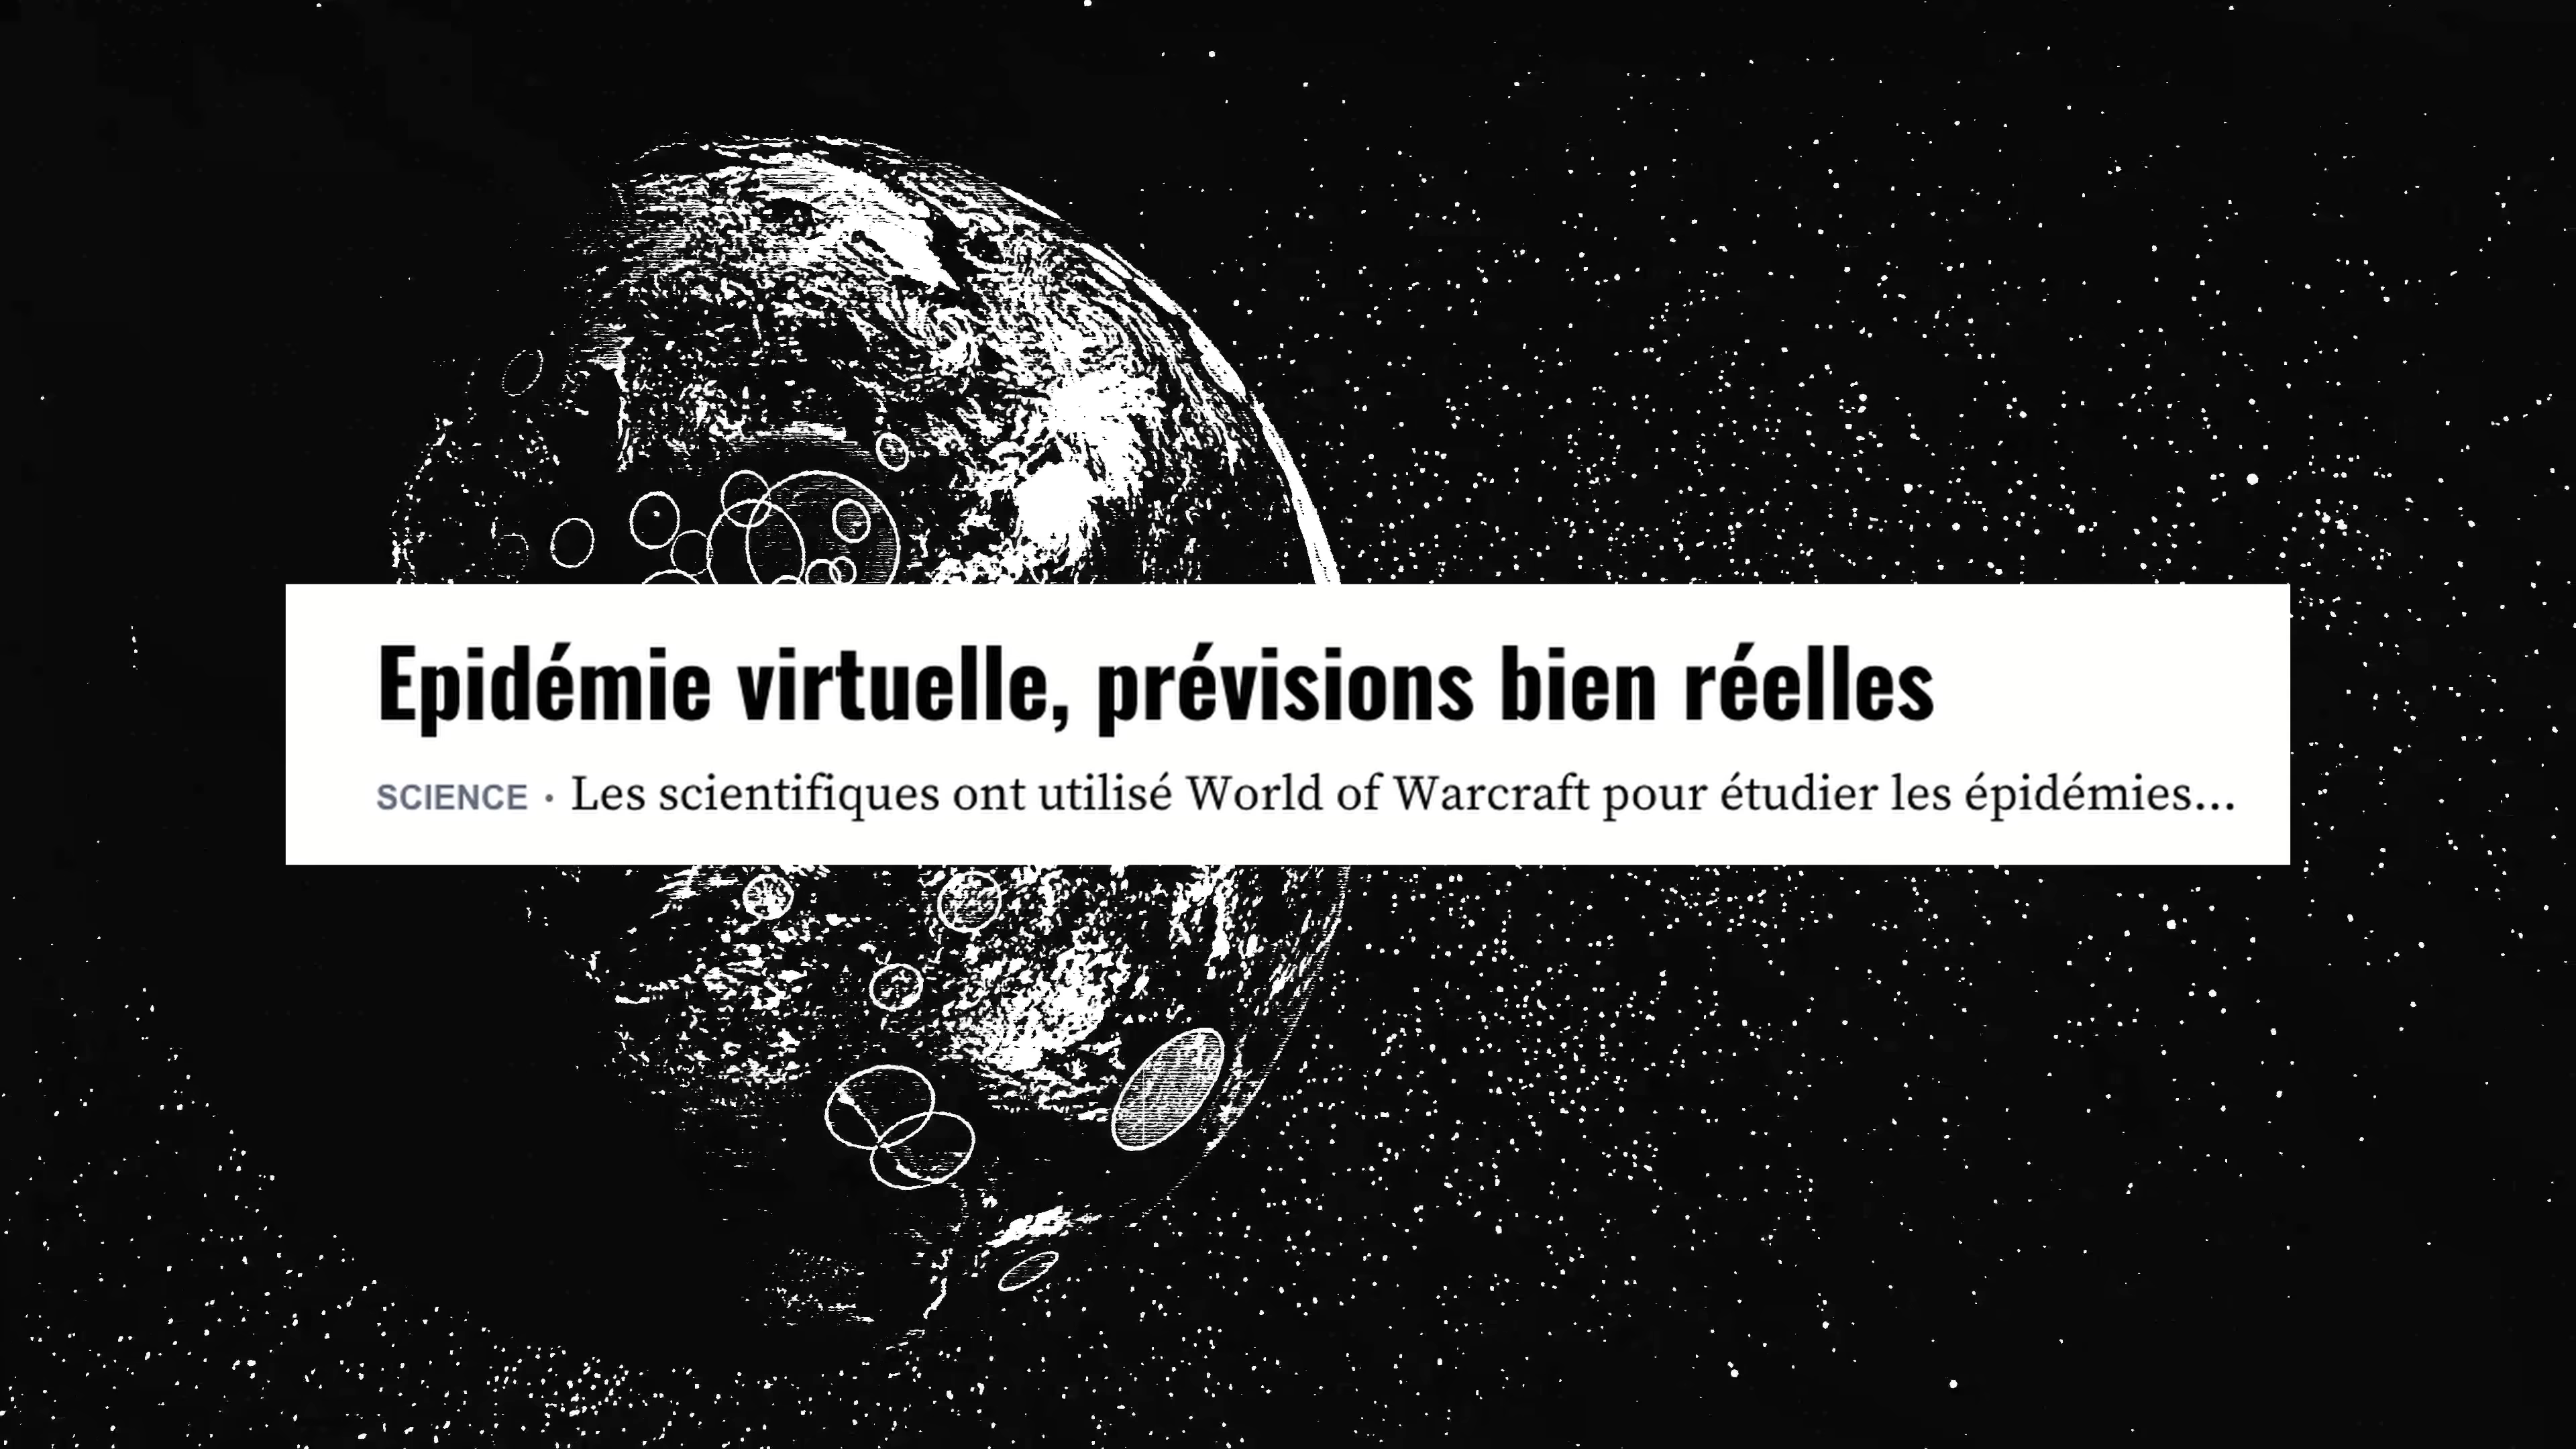 Epidémie virtuelle, prévisions bien réelles
SCIENCE · Les scientifiques ont utilisé World of Warcraft pour étudier les épidémies...